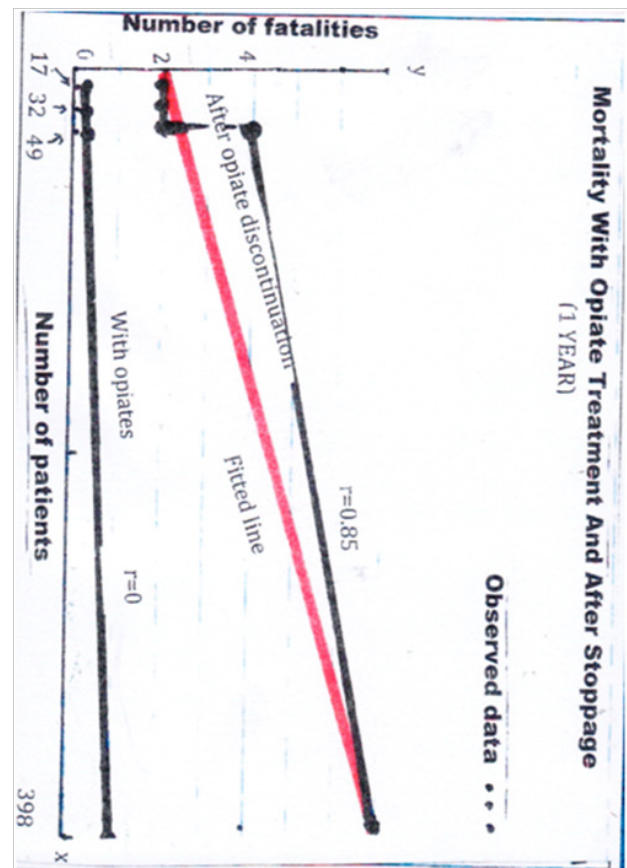 Mortality With Opiate Treatment And After Stoppage
(1 YEAR)
Observed data
y
Number of fatalities
4
2
0
After opiate discontinuation
r=0.85
Fitted line
With opiates
r=0
17 32 49
398
x
Number of patients